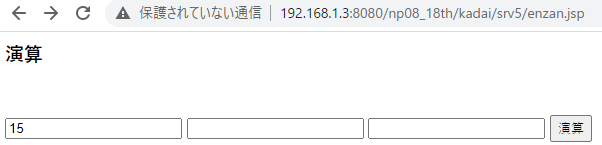 保護されていない通信 192.168.1.3:8080/np08_18th/kadai/srv5/enzan.jsp
演算
15 演算